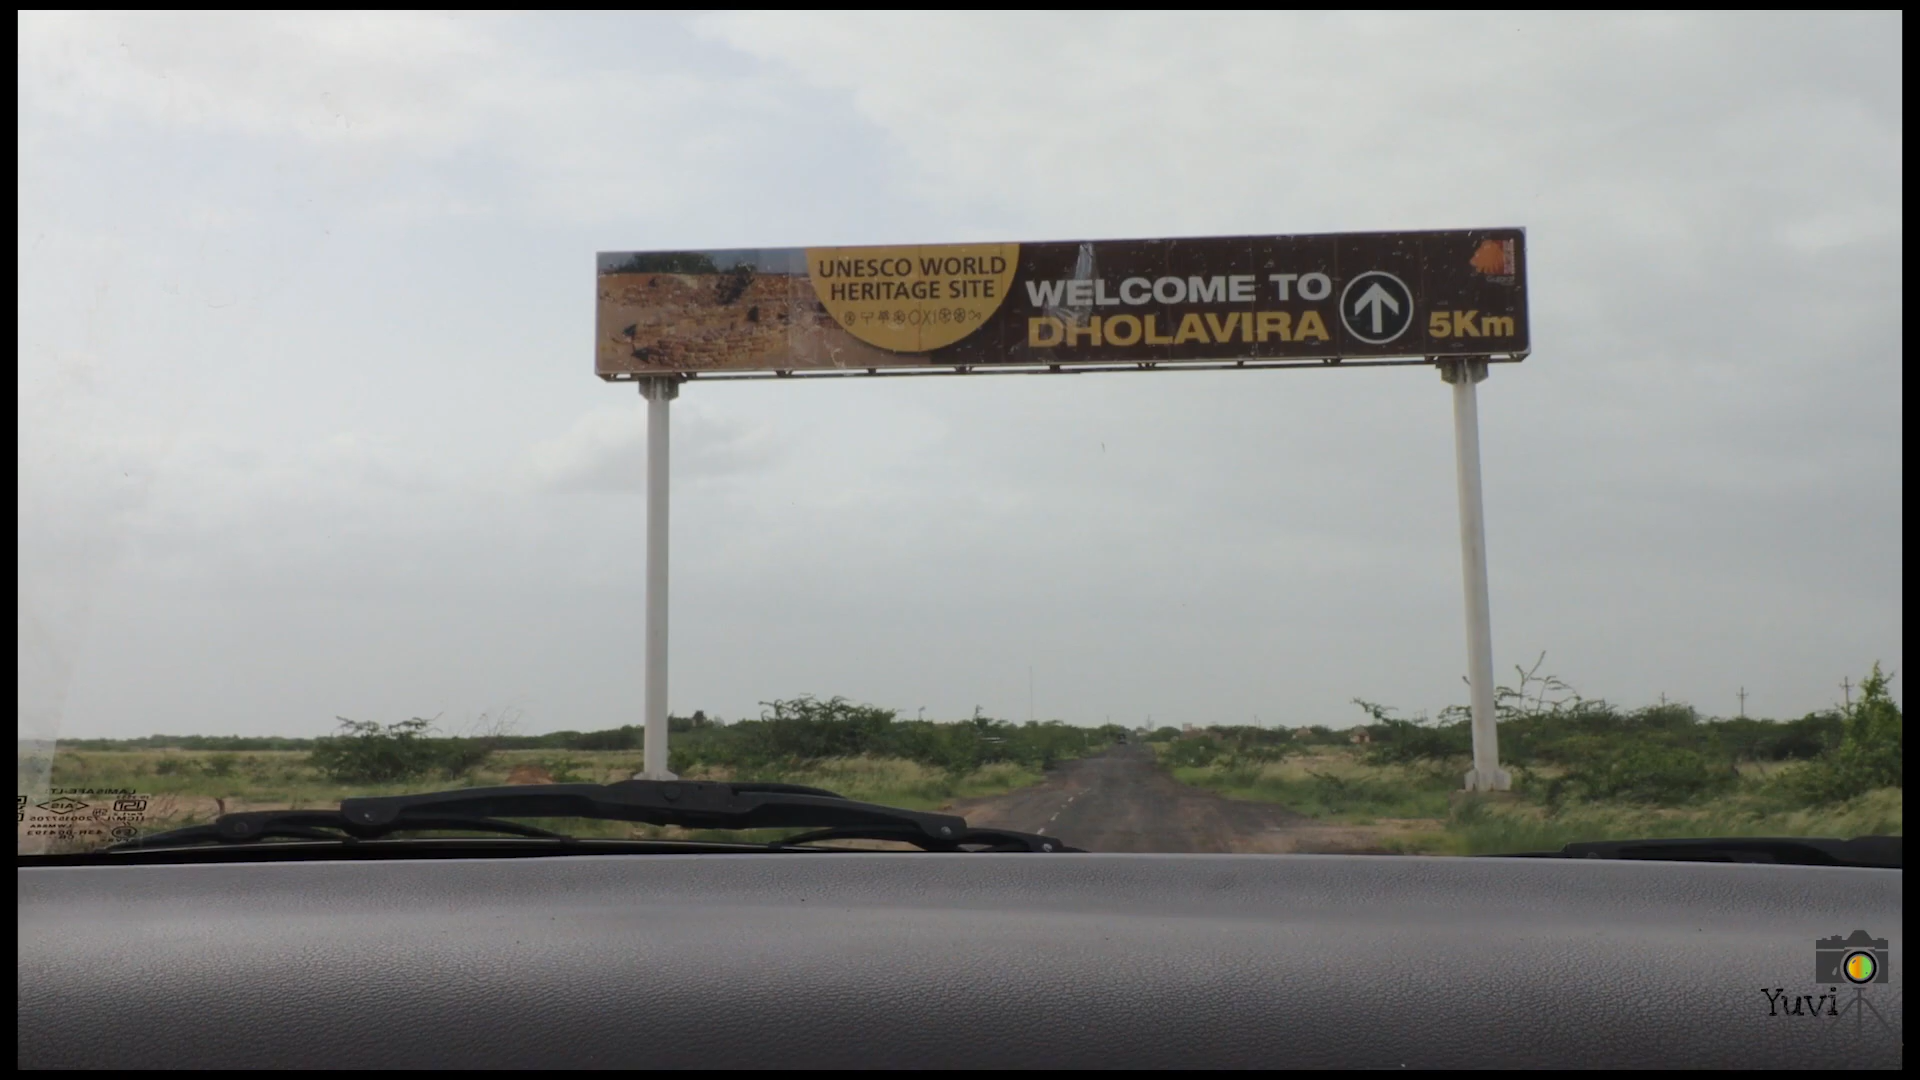 UNESCO WORLD
HERITAGE SITE
WELCOME TO
DHOLAVIRA
5Km
Yuvi